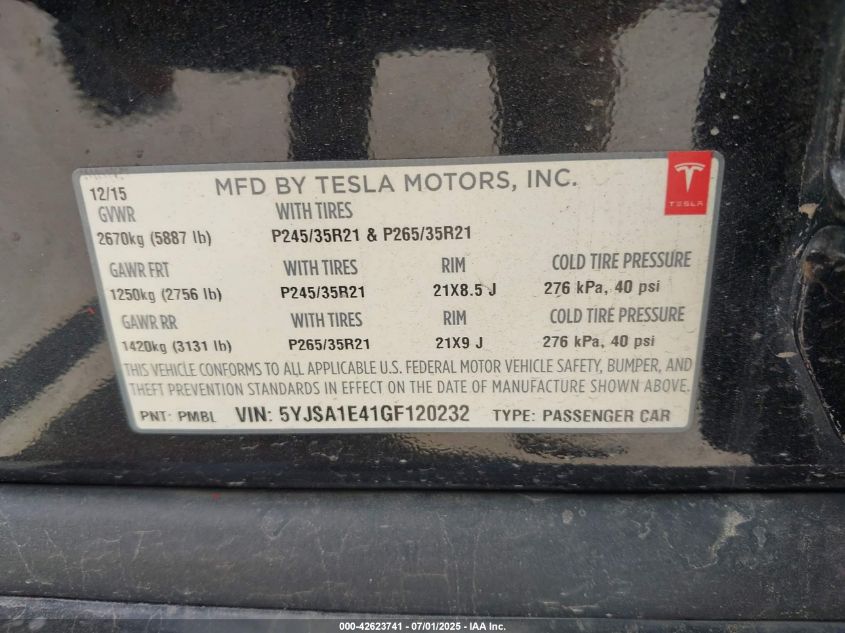 12/15 MFD BY TESLA MOTORS, INC.
TESLA
GVWR WITH TIRES
2670kg (5887 lb) P245/35R21 & P265/35R21
GAWR FRT WITH TIRES RIM COLD TIRE PRESSURE
1250kg (2756 lb) P245/35R21 21X8.5 J 276 kPa, 40 psi
GAWR RR WITH TIRES RIM COLD TIRE PRESSURE
1420kg (3131 lb) P265/35R21 21X9 J 276 kPa, 40 psi
THIS VEHICLE CONFORMS TO ALL APPLICABLE U.S. FEDERAL MOTOR VEHICLE SAFETY, BUMPER, AND
THEFT PREVENTION STANDARDS IN EFFECT ON THE DATE OF MANUFACTURE SHOWN ABOVE.
PNT: PMBL VIN: 5YJSA1E41GF120232 TYPE: PASSENGER CAR
000-42623741 - 07/01/2025 - IAA Inc.